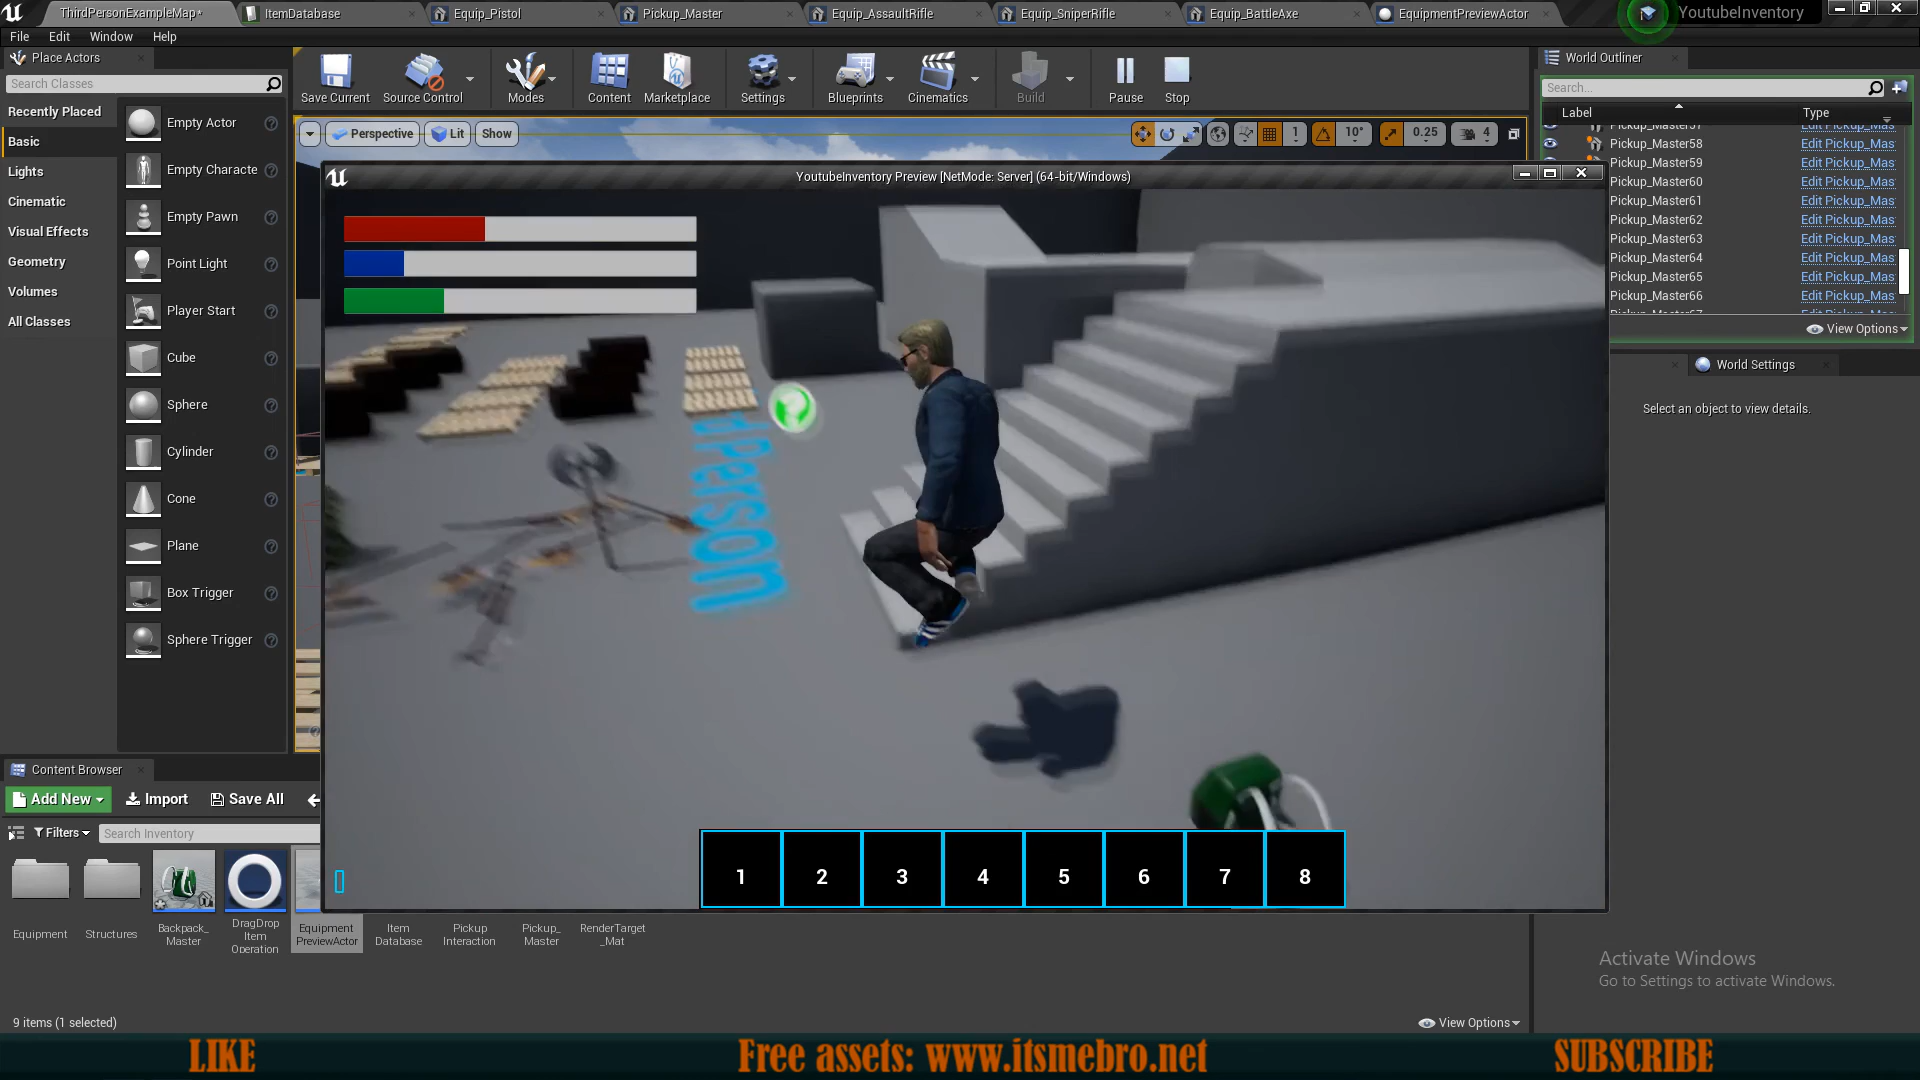 ThirdPersonExampleMap*
ItemDatabase
Equip_Pistol
Pickup_Master
Equip_AssaultRifle
Equip_SniperRifle
Equip_BattleAxe
EquipmentPreviewActor
YoutubeInventory
File
Edit
Window
Help
Place Actors
Search Classes
Recently Placed
Basic
Lights
Cinematic
Visual Effects
Geometry
Volumes
All Classes
Empty Actor
Empty Characte
Empty Pawn
Point Light
Player Start
Cube
Sphere
Cylinder
Cone
Plane
Box Trigger
Sphere Trigger
Save Current
Source Control
Modes
Content
Marketplace
Settings
Blueprints
Cinematics
Build
Pause
Stop
Perspective
Lit
Show
1
10°
0.25
4
YoutubeInventory Preview [NetMode: Server] (64-bit/Windows)
dPerson
1
2
3
4
5
6
7
8
World Outliner
Search...
Label
Type
Pickup_Master57 Edit Pickup_Mas
Pickup_Master58 Edit Pickup_Mas
Pickup_Master59 Edit Pickup_Mas
Pickup_Master60 Edit Pickup_Mas
Pickup_Master61 Edit Pickup_Mas
Pickup_Master62 Edit Pickup_Mas
Pickup_Master63 Edit Pickup_Mas
Pickup_Master64 Edit Pickup_Mas
Pickup_Master65 Edit Pickup_Mas
Pickup_Master66 Edit Pickup_Mas
View Options
World Settings
Select an object to view details.
Content Browser
Add New
Import
Save All
Filters
Search Inventory
Equipment
Structures
Backpack_
Master
DragDrop
Item
Operation
Equipment
PreviewActor
Item
Database
Pickup
Interaction
Pickup_
Master
RenderTarget
_Mat
9 items (1 selected)
View Options
Activate Windows
Go to Settings to activate Windows.
LIKE
Free assets: www.itsmebro.net
SUBSCRIBE